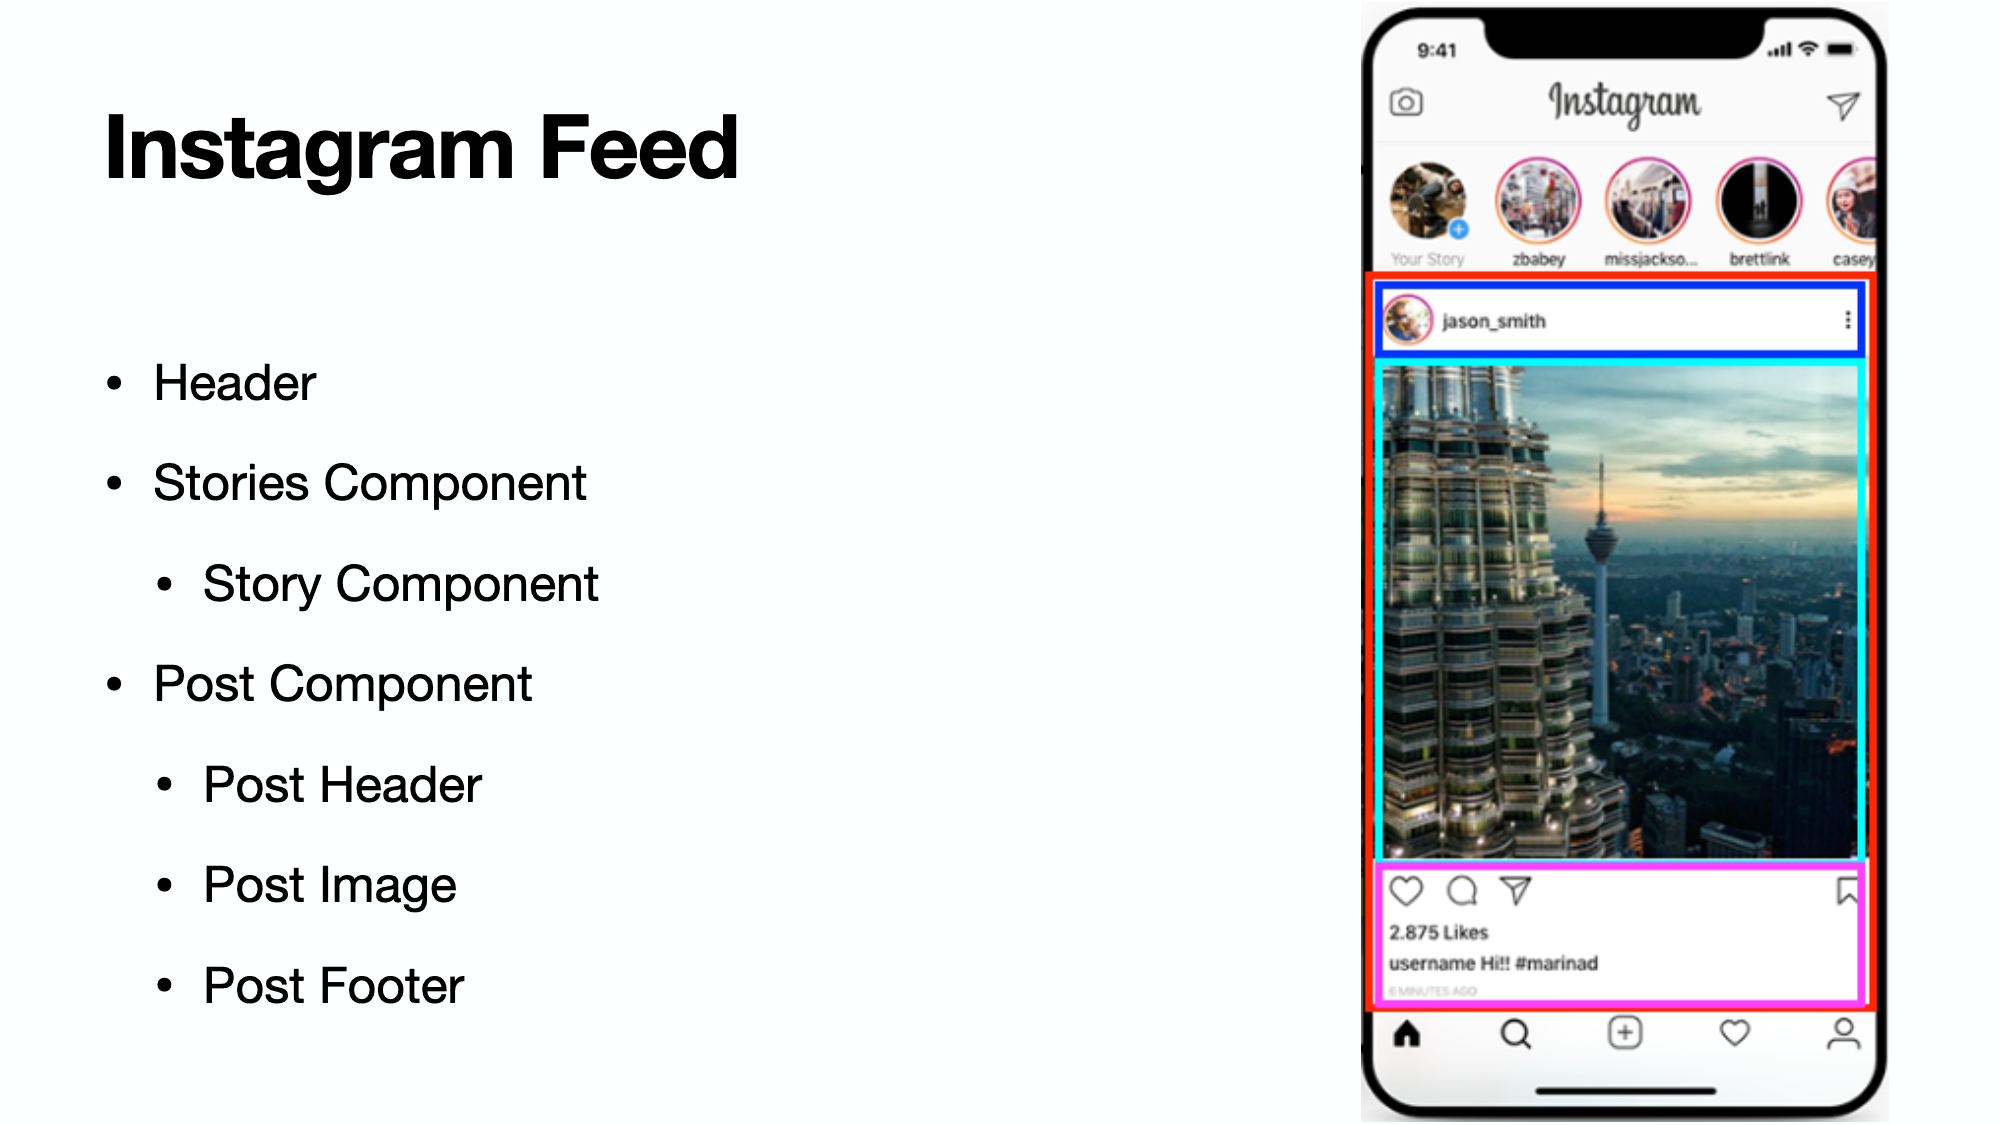 Instagram Feed
• Header
• Stories Component
• Story Component
• Post Component
• Post Header
• Post Image
• Post Footer
9:41
Instagram
Your Story zbabey missjackso... brettlink casey
jason_smith
2.875 Likes
username Hi!! #marinad
6 MINUTES AGO